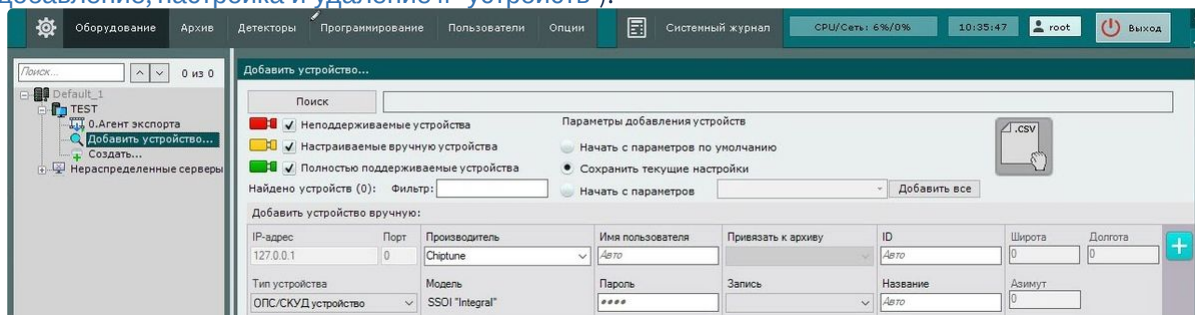 добавление, настройка и удаление IP-устройств").
Оборудование Архив Детекторы Программирование Пользователи Опции Системный журнал CPU/Сеть: 6%/0% 10:35:47 root Выход
Поиск... 0 из 0
Default_1
TEST
0.Агент экспорта
Добавить устройство...
Создать...
Нераспределенные серверы
Добавить устройство...
Поиск
Неподдерживаемые устройства
Настраиваемые вручную устройства
Полностью поддерживаемые устройства
Найдено устройств (0): Фильтр:
Параметры добавления устройств
Начать с параметров по умолчанию
Сохранить текущие настройки
Начать с параметров Добавить все
.CSV
Добавить устройство вручную:
IP-адрес Порт Производитель Имя пользователя Привязать к архиву ID Широта Долгота
127.0.0.1 0 Chiptune Авто Авто 0 0
Тип устройства Модель Пароль Запись Название Азимут
ОПС/СКУД устройство SSOI "Integral" **** Авто 0